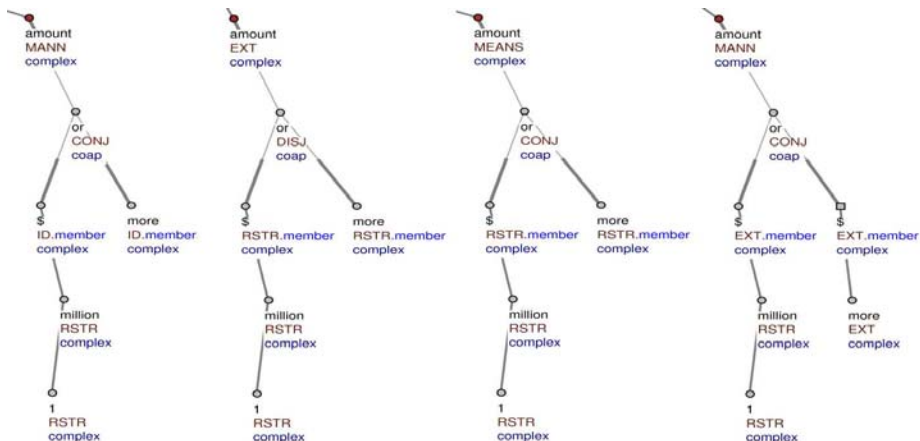 amount
MANN
complex
or
CONJ
coap
$
ID.member
complex
more
ID.member
complex
million
RSTR
complex
1
RSTR
complex
amount
EXT
complex
or
DISJ
coap
$
RSTR.member
complex
more
RSTR.member
complex
million
RSTR
complex
1
RSTR
complex
amount
MEANS
complex
or
CONJ
coap
$
RSTR.member
complex
more
RSTR.member
complex
million
RSTR
complex
1
RSTR
complex
amount
MANN
complex
or
CONJ
coap
$
EXT.member
complex
$
EXT.member
complex
million
RSTR
complex
more
EXT
complex
1
RSTR
complex